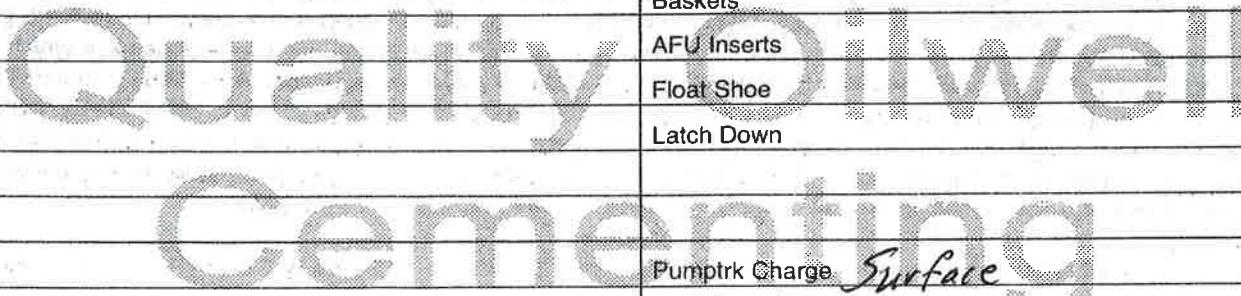 Baskets
Quality Oilwell
AFU Inserts
Float Shoe
Latch Down
Cementing
Pumptrk Charge Surface